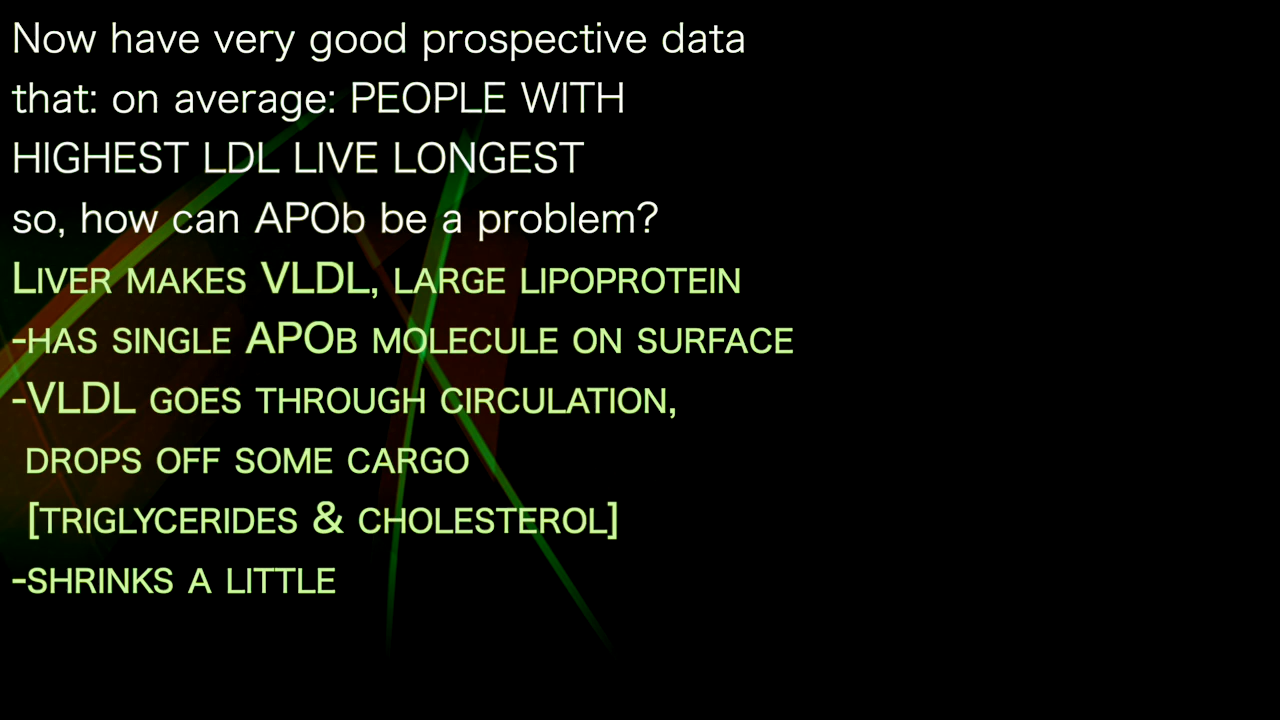 Now have very good prospective data
that: on average: PEOPLE WITH
HIGHEST LDL LIVE LONGEST
so, how can APOb be a problem?
LIVER MAKES VLDL, LARGE LIPOPROTEIN
-HAS SINGLE APOB MOLECULE ON SURFACE
-VLDL GOES THROUGH CIRCULATION,
DROPS OFF SOME CARGO
[TRIGLYCERIDES & CHOLESTEROL]
-SHRINKS A LITTLE